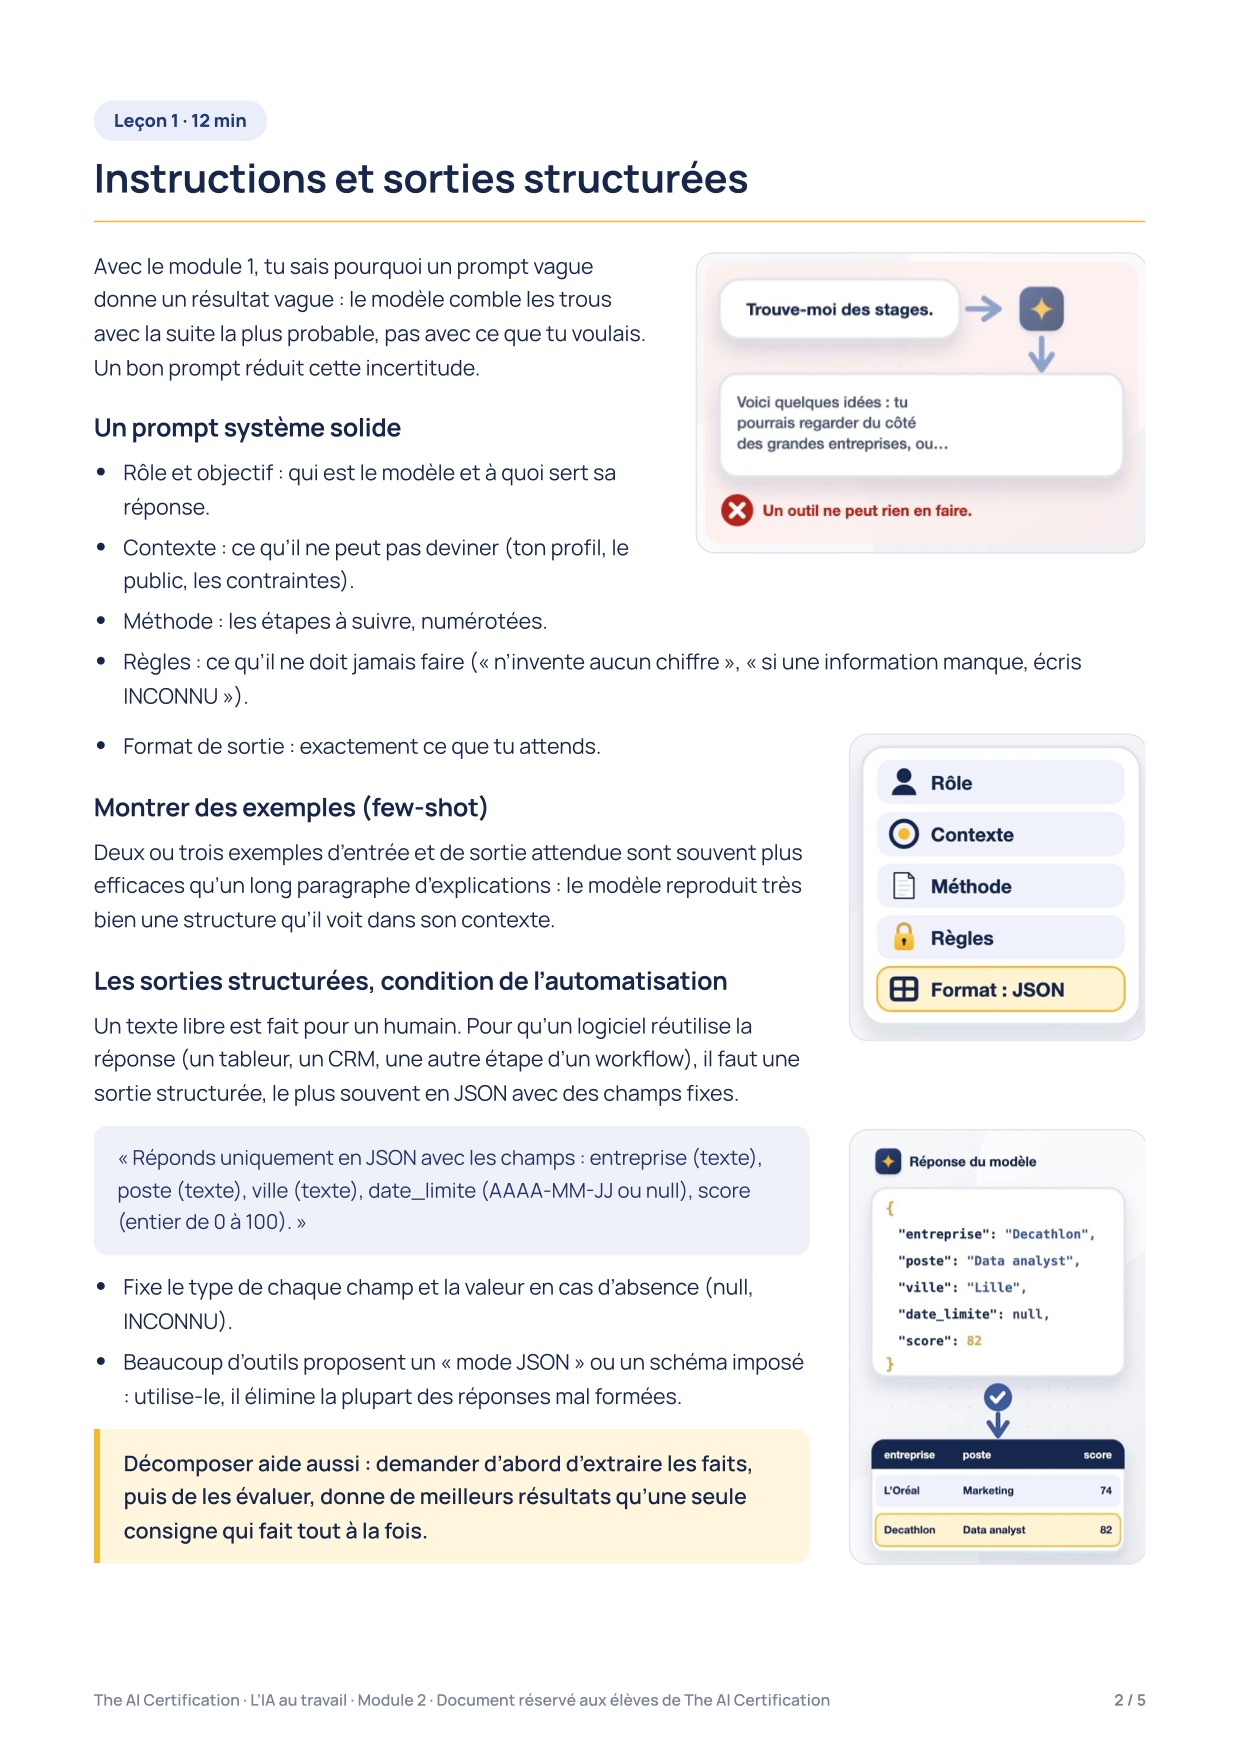 Leçon 1 · 12 min
Instructions et sorties structurées
Avec le module 1, tu sais pourquoi un prompt vague
donne un résultat vague : le modèle comble les trous
avec la suite la plus probable, pas avec ce que tu voulais.
Un bon prompt réduit cette incertitude.
Trouve-moi des stages.
Voici quelques idées : tu
pourrais regarder du côté
des grandes entreprises, ou...
Un outil ne peut rien en faire.
Un prompt système solide
• Rôle et objectif : qui est le modèle et à quoi sert sa
réponse.
• Contexte : ce qu’il ne peut pas deviner (ton profil, le
public, les contraintes).
• Méthode : les étapes à suivre, numérotées.
• Règles : ce qu’il ne doit jamais faire (« n’invente aucun chiffre », « si une information manque, écris
INCONNU »).
• Format de sortie : exactement ce que tu attends.
Rôle
Contexte
Méthode
Règles
Format : JSON
Montrer des exemples (few-shot)
Deux ou trois exemples d’entrée et de sortie attendue sont souvent plus
efficaces qu’un long paragraphe d’explications : le modèle reproduit très
bien une structure qu’il voit dans son contexte.
Les sorties structurées, condition de l’automatisation
Un texte libre est fait pour un humain. Pour qu’un logiciel réutilise la
réponse (un tableur, un CRM, une autre étape d’un workflow), il faut une
sortie structurée, le plus souvent en JSON avec des champs fixes.
« Réponds uniquement en JSON avec les champs : entreprise (texte),
poste (texte), ville (texte), date_limite (AAAA-MM-JJ ou null), score
(entier de 0 à 100). »
• Fixe le type de chaque champ et la valeur en cas d’absence (null,
INCONNU).
• Beaucoup d’outils proposent un « mode JSON » ou un schéma imposé
: utilise-le, il élimine la plupart des réponses mal formées.
Décomposer aide aussi : demander d’abord d’extraire les faits,
puis de les évaluer, donne de meilleurs résultats qu’une seule
consigne qui fait tout à la fois.
Réponse du modèle
{
"entreprise": "Decathlon",
"poste": "Data analyst",
"ville": "Lille",
"date_limite": null,
"score": 82
}
entreprise poste score
L’Oréal Marketing 74
Decathlon Data analyst 82
The AI Certification · L’IA au travail · Module 2 · Document réservé aux élèves de The AI Certification 2 / 5